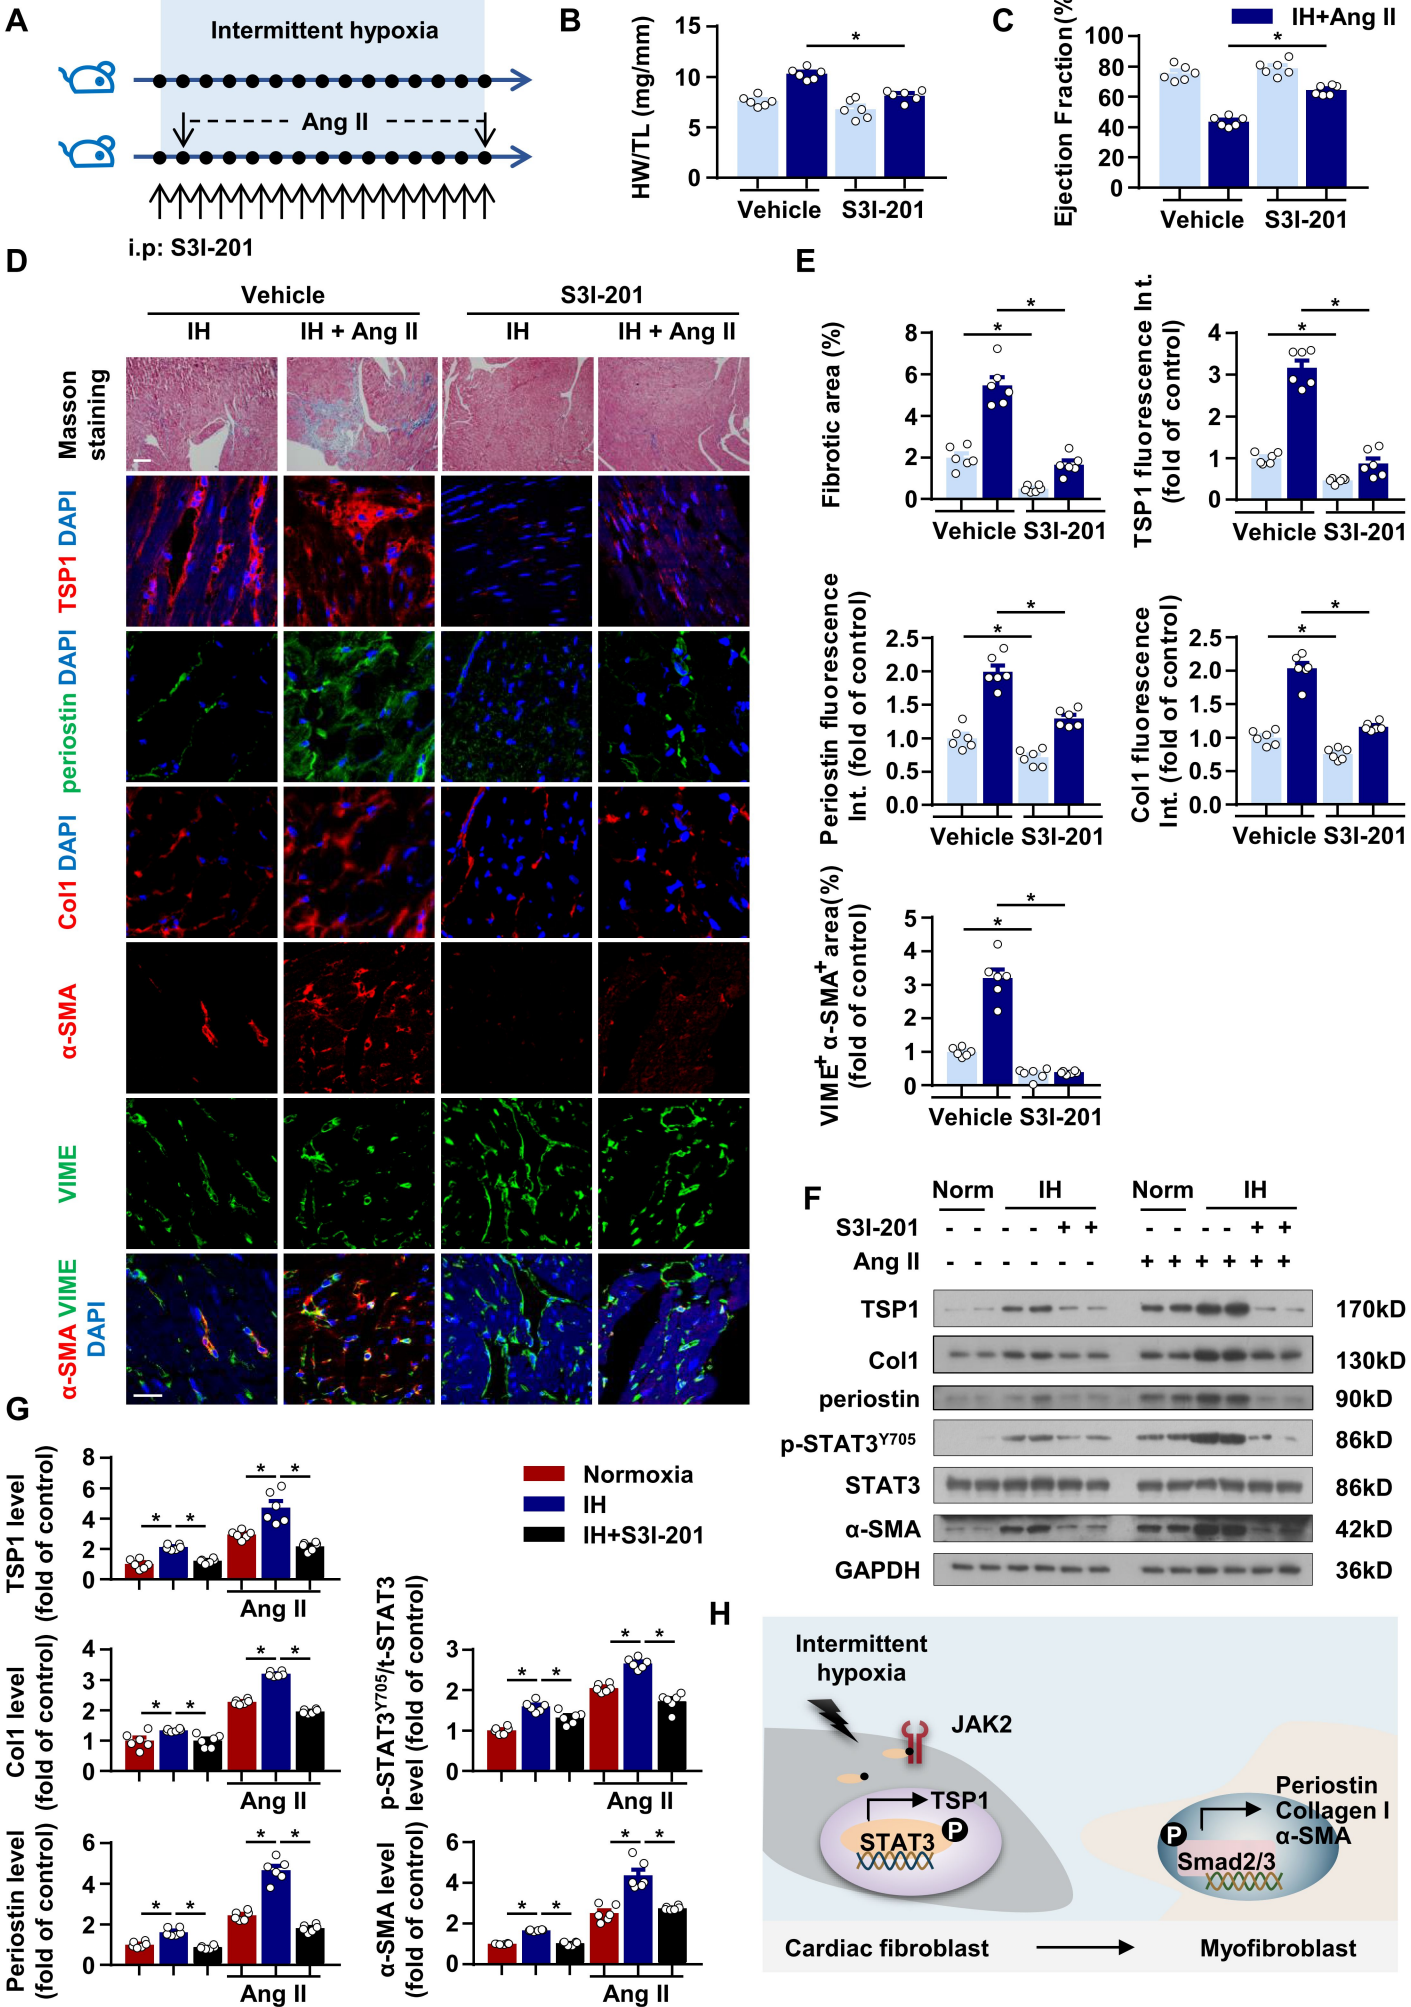 A
Intermittent hypoxia
Ang II
i.p: S3I-201
B
HW/TL (mg/mm)
15
10
5
0
*
Vehicle
S3I-201
C
IH+Ang II
Ejection Fraction(%
100
80
60
40
20
0
*
Vehicle
S3I-201
D
Vehicle
S3I-201
IH
IH + Ang II
IH
IH + Ang II
Masson
staining
TSP1 DAPI
periostin DAPI
Col1 DAPI
α-SMA
VIME
α-SMA VIME
DAPI
E
Fibrotic area (%)
8
6
4
2
0
*
*
Vehicle S3I-201
TSP1 fluorescence Int.
(fold of control)
4
3
2
1
0
*
*
Vehicle S3I-201
Periostin fluorescence
Int. (fold of control)
2.5
2.0
1.5
1.0
0.5
0.0
*
*
Vehicle S3I-201
Col1 fluorescence
Int. (fold of control)
2.5
2.0
1.5
1.0
0.5
0.0
*
*
Vehicle S3I-201
VIME⁺ α-SMA⁺ area(%)
(fold of control)
5
4
3
2
1
0
*
*
Vehicle S3I-201
F
Norm IH Norm IH
S3I-201 - - - - + + - - - - + +
Ang II - - - - - - + + + + + +
TSP1 170kD
Col1 130kD
periostin 90kD
p-STAT3Y705 86kD
STAT3 86kD
α-SMA 42kD
GAPDH 36kD
G
Normoxia
IH
IH+S3I-201
TSP1 level
(fold of control)
8
6
4
2
0
* * * *
Ang II
Col1 level
(fold of control)
4
3
2
1
0
* * * *
Ang II
p-STAT3Y705/t-STAT3
level (fold of control)
3
2
1
0
* * * *
Ang II
Periostin level
(fold of control)
6
4
2
0
* * * *
Ang II
α-SMA level
(fold of control)
6
4
2
0
* * * *
Ang II
H
Intermittent
hypoxia
JAK2
TSP1
P
STAT3
Periostin
Collagen I
α-SMA
P
Smad2/3
Cardiac fibroblast
Myofibroblast